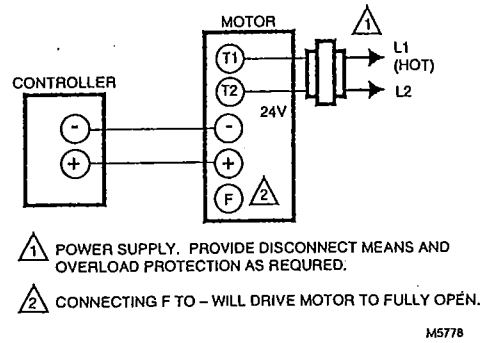 MOTOR
1
T1
L1
(HOT)
T2
L2
24V
CONTROLLER
-
-
+
+
F
2
1 POWER SUPPLY. PROVIDE DISCONNECT MEANS AND
OVERLOAD PROTECTION AS REQURED.
2 CONNECTING F TO – WILL DRIVE MOTOR TO FULLY OPEN.
M5778